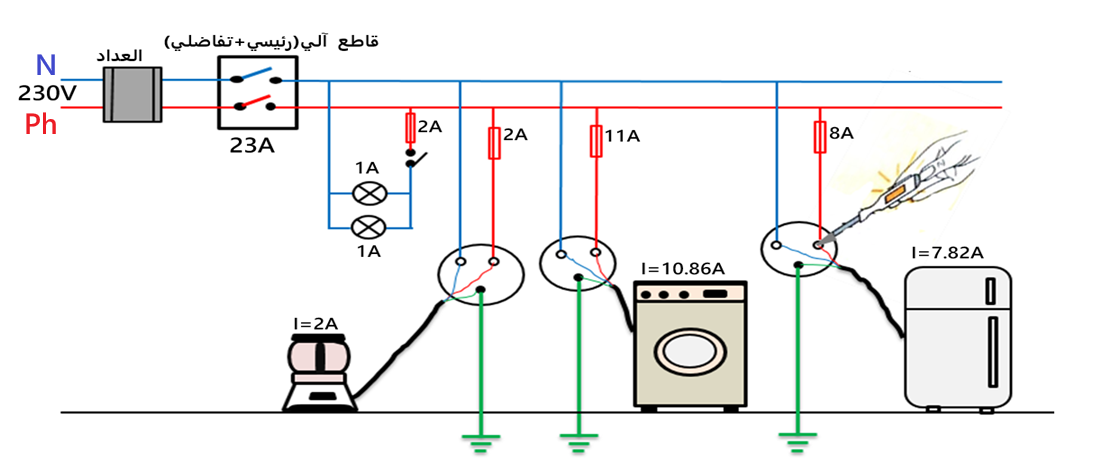 قاطع آلي(رئيسي+تفاضلي)
العداد
N
230V
Ph
23A
2A
2A
11A
8A
1A
1A
I=2A
I=10.86A
I=7.82A